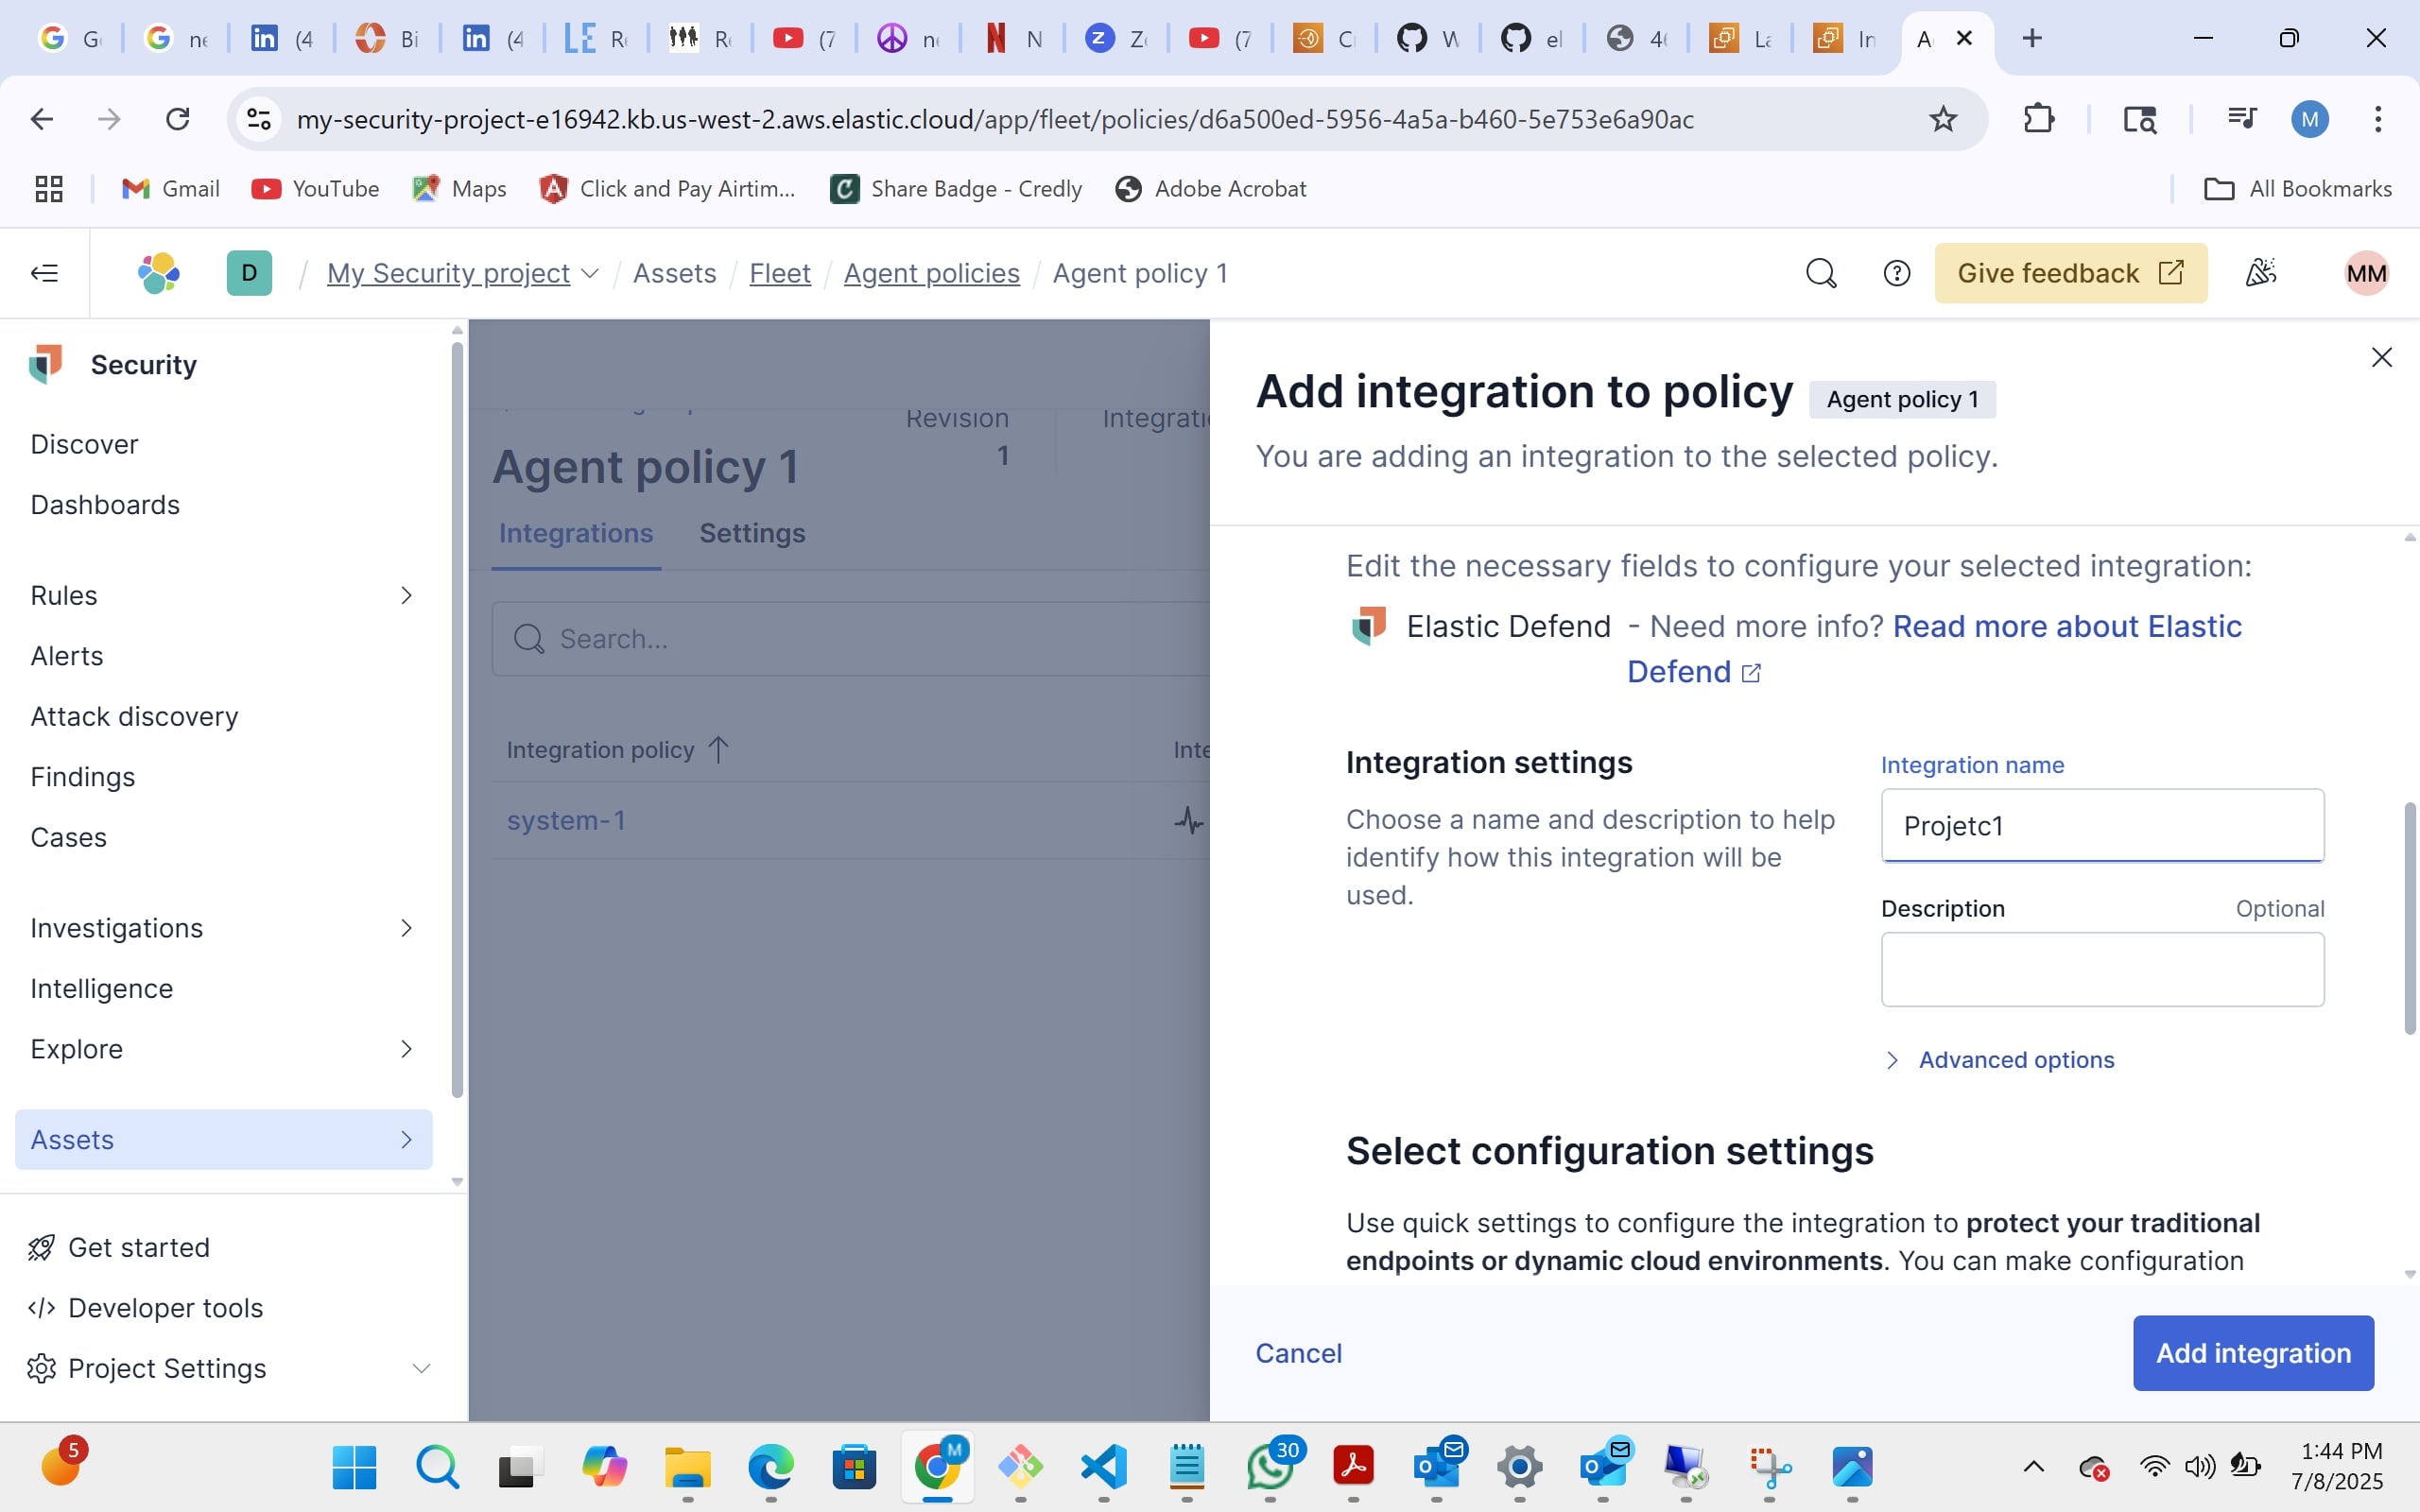 G
ne
(4
Bi
(4
Re
Re
(7
ne
N
Ze
(7
C
W
el
4
La
In
A
my-security-project-e16942.kb.us-west-2.aws.elastic.cloud/app/fleet/policies/d6a500ed-5956-4a5a-b460-5e753e6a90ac
M
Gmail
YouTube
Maps
Click and Pay Airtim...
Share Badge - Credly
Adobe Acrobat
All Bookmarks
D / My Security project / Assets / Fleet / Agent policies / Agent policy 1
Give feedback
MM
Security
Discover
Dashboards
Rules
Alerts
Attack discovery
Findings
Cases
Investigations
Intelligence
Explore
Assets
Get started
Developer tools
Project Settings
Revision
1
Integrati
Agent policy 1
Integrations
Settings
Search...
Integration policy
Inte
system-1
Add integration to policy
Agent policy 1
You are adding an integration to the selected policy.
Edit the necessary fields to configure your selected integration:
Elastic Defend - Need more info? Read more about Elastic
Defend
Integration settings
Choose a name and description to help
identify how this integration will be
used.
Integration name
Projetc1
Description
Optional
Advanced options
Select configuration settings
Use quick settings to configure the integration to protect your traditional
endpoints or dynamic cloud environments. You can make configuration
Cancel
Add integration
5
M
30
1:44 PM
7/8/2025